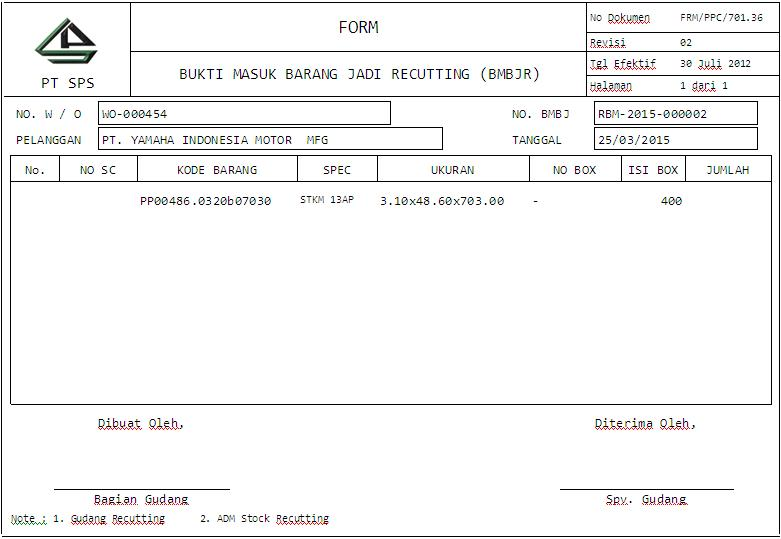 FORM
No Dokumen FRM/PPC/701.36
Revisi 02
PT SPS
BUKTI MASUK BARANG JADI RECUTTING (BMBJR)
Tgl Efektif 30 Juli 2012
Halaman 1 dari 1
NO. W / O WO-000454 NO. BMBJ RBM-2015-000002
PELANGGAN PT. YAMAHA INDONESIA MOTOR MFG TANGGAL 25/03/2015
No. NO SC KODE BARANG SPEC UKURAN NO BOX ISI BOX JUMLAH
PP00486.0320b07030 STKM 13AP 3.10x48.60x703.00 - 400
Dibuat Oleh, Diterima Oleh,
Bagian Gudang Spv. Gudang
Note : 1. Gudang Recutting 2. ADM Stock Recutting